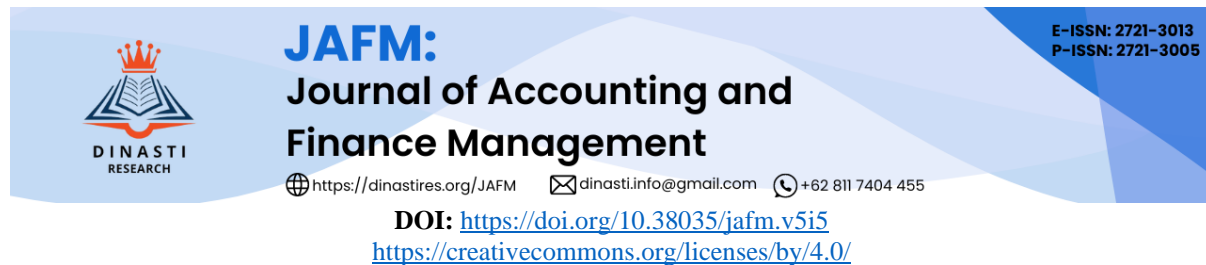 JAFM:
Journal of Accounting and
Finance Management
DINASTI
RESEARCH
https://dinastires.org/JAFM dinasti.info@gmail.com +62 811 7404 455
E-ISSN: 2721-3013
P-ISSN: 2721-3005
DOI: https://doi.org/10.38035/jafm.v5i5
https://creativecommons.org/licenses/by/4.0/